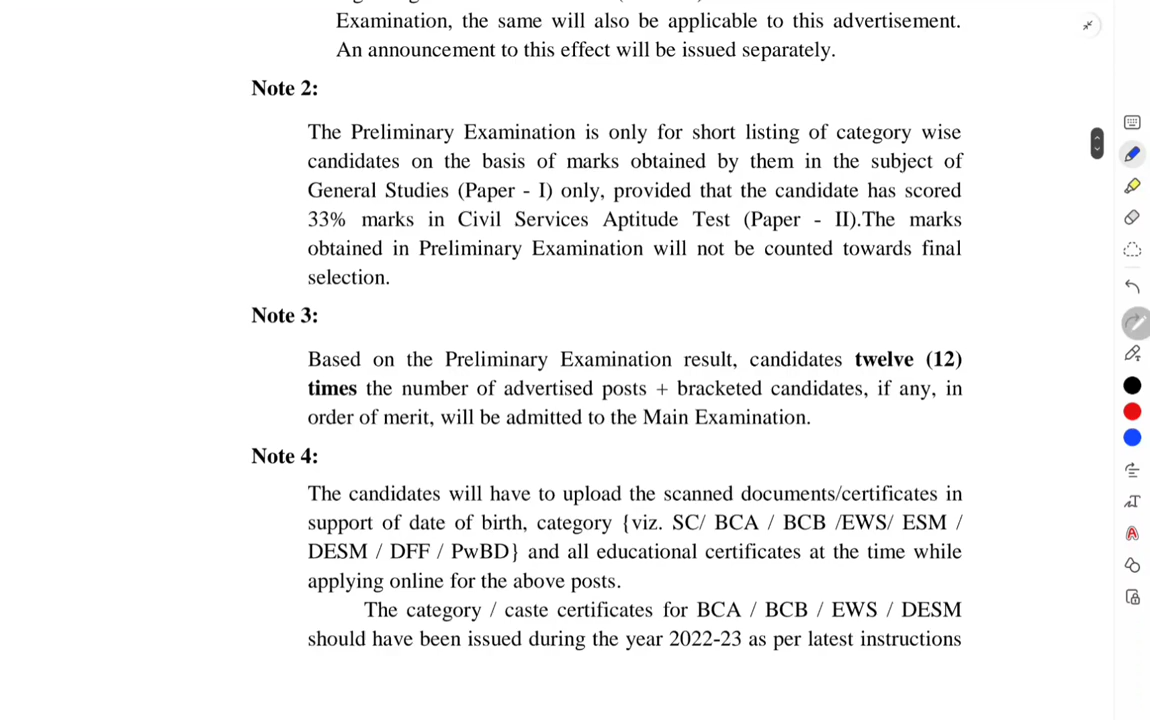 Examination, the same will also be applicable to this advertisement.
An announcement to this effect will be issued separately.
Note 2:
The Preliminary Examination is only for short listing of category wise
candidates on the basis of marks obtained by them in the subject of
General Studies (Paper - I) only, provided that the candidate has scored
33% marks in Civil Services Aptitude Test (Paper - II).The marks
obtained in Preliminary Examination will not be counted towards final
selection.
Note 3:
Based on the Preliminary Examination result, candidates twelve (12)
times the number of advertised posts + bracketed candidates, if any, in
order of merit, will be admitted to the Main Examination.
Note 4:
The candidates will have to upload the scanned documents/certificates in
support of date of birth, category {viz. SC/ BCA / BCB /EWS/ ESM /
DESM / DFF / PwBD} and all educational certificates at the time while
applying online for the above posts.
The category / caste certificates for BCA / BCB / EWS / DESM
should have been issued during the year 2022-23 as per latest instructions